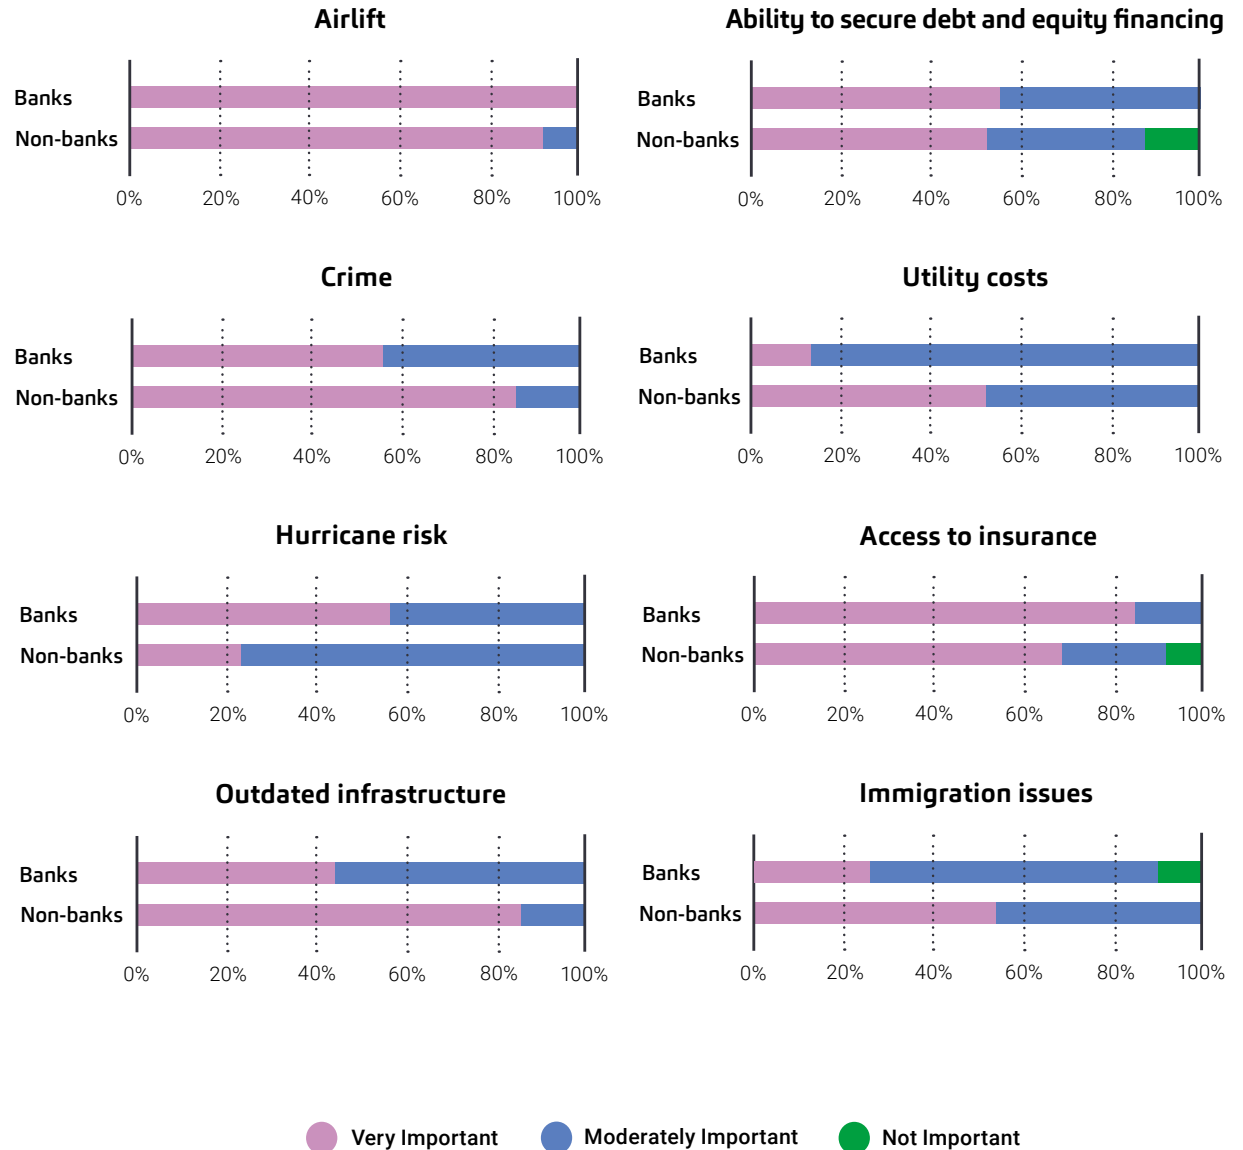 Airlift
Banks
Non-banks
0% 20% 40% 60% 80% 100%
Ability to secure debt and equity financing
Banks
Non-banks
0% 20% 40% 60% 80% 100%
Crime
Banks
Non-banks
0% 20% 40% 60% 80% 100%
Utility costs
Banks
Non-banks
0% 20% 40% 60% 80% 100%
Hurricane risk
Banks
Non-banks
0% 20% 40% 60% 80% 100%
Access to insurance
Banks
Non-banks
0% 20% 40% 60% 80% 100%
Outdated infrastructure
Banks
Non-banks
0% 20% 40% 60% 80% 100%
Immigration issues
Banks
Non-banks
0% 20% 40% 60% 80% 100%
Very Important Moderately Important Not Important